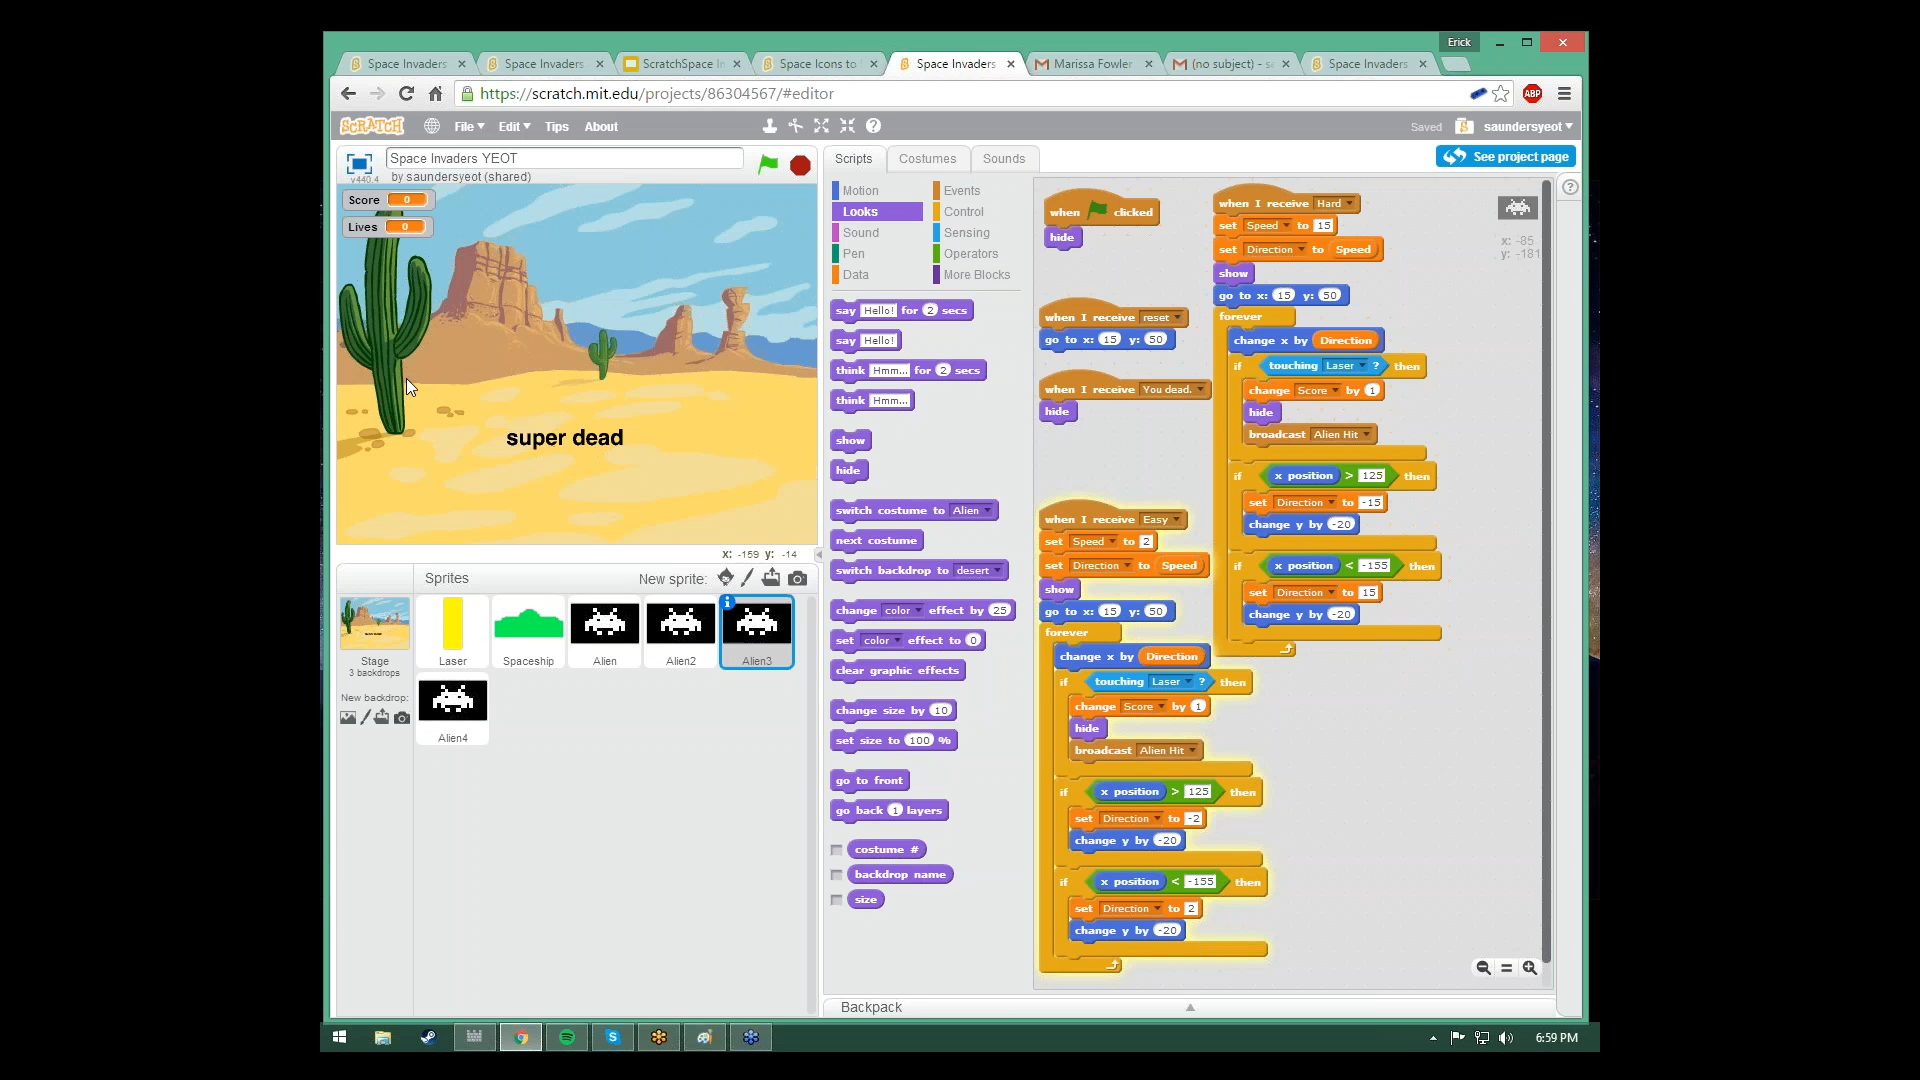 Erick
Space Invaders
Space Invaders
ScratchSpace In
Space Icons to
Space Invaders
Marissa Fowler
(no subject) - sa
Space Invaders
https://scratch.mit.edu/projects/86304567/#editor
ABP
SCRATCH
File
Edit
Tips
About
Saved
saundersyeot
Space Invaders YEOT
by saundersyeot (shared)
v440.4
Scripts
Costumes
Sounds
See project page
Score 0
Lives 0
super dead
x: -159 y: -14
Sprites
New sprite:
Stage
3 backdrops
New backdrop:
Laser
Spaceship
Alien
Alien2
Alien3
Alien4
Motion
Looks
Sound
Pen
Data
Events
Control
Sensing
Operators
More Blocks
say Hello! for 2 secs
say Hello!
think Hmm... for 2 secs
think Hmm...
show
hide
switch costume to Alien
next costume
switch backdrop to desert
change color effect by 25
set color effect to 0
clear graphic effects
change size by 10
set size to 100 %
go to front
go back 1 layers
costume #
backdrop name
size
when clicked
hide
when I receive reset
go to x: 15 y: 50
when I receive You dead.
hide
when I receive Easy
set Speed to 2
set Direction to Speed
show
go to x: 15 y: 50
forever
change x by Direction
if touching Laser ? then
change Score by 1
hide
broadcast Alien Hit
if x position > 125 then
set Direction to -2
change y by -20
if x position < -155 then
set Direction to 2
change y by -20
when I receive Hard
set Speed to 15
set Direction to Speed
show
go to x: 15 y: 50
forever
change x by Direction
if touching Laser ? then
change Score by 1
hide
broadcast Alien Hit
if x position > 125 then
set Direction to -15
change y by -20
if x position < -155 then
set Direction to 15
change y by -20
x: -85
y: -181
Backpack
6:59 PM